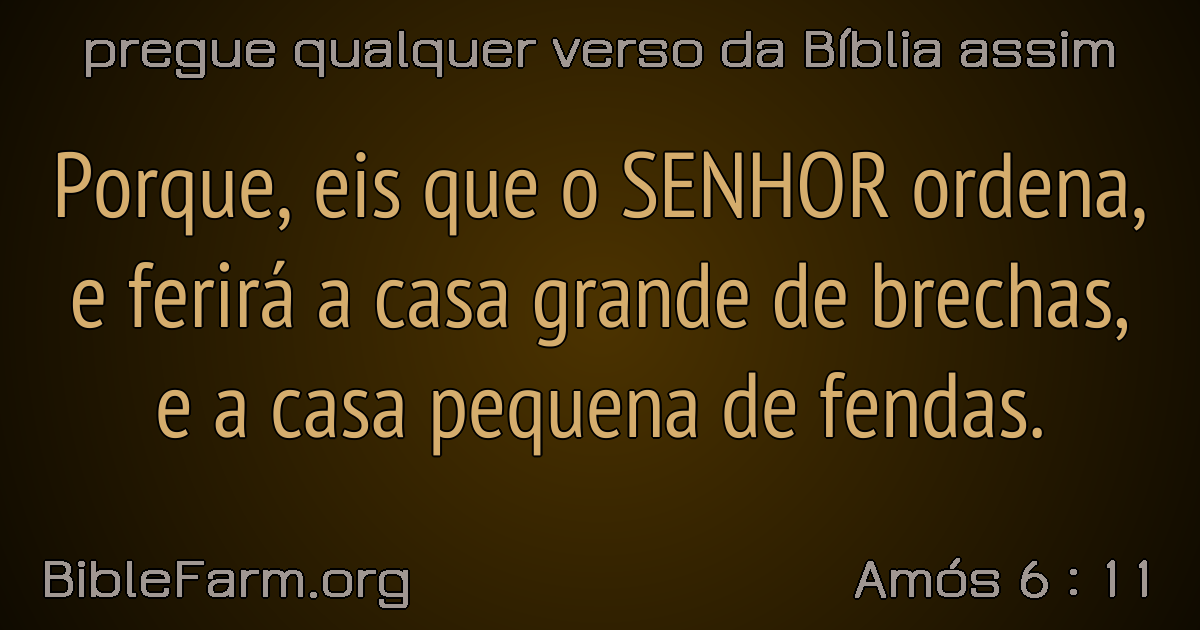 pregue qualquer verso da Bíblia assim
Porque, eis que o SENHOR ordena,
e ferirá a casa grande de brechas,
e a casa pequena de fendas.
BibleFarm.org
Amós 6 : 11